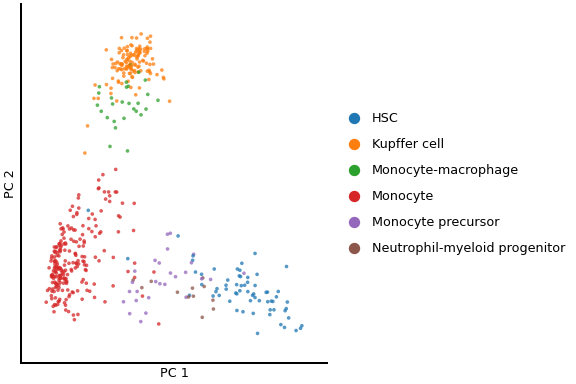 HSC
Kupffer cell
Monocyte-macrophage
Monocyte
Monocyte precursor
Neutrophil-myeloid progenitor
PC 2
PC 1